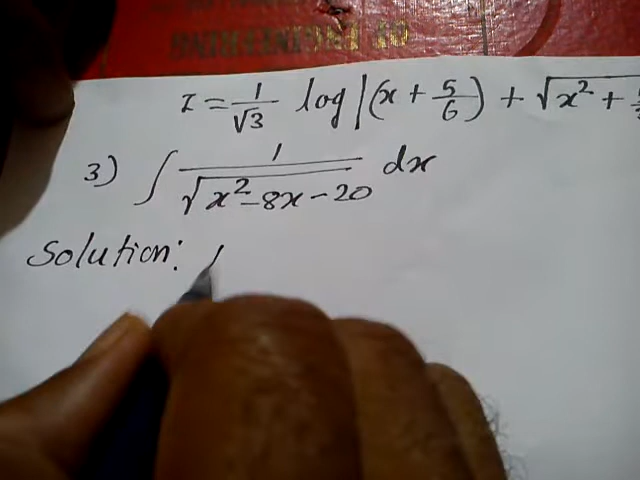 I = 1/√3 log |(x + 5/6) + √x² +
3) ∫ 1/√x²-8x-20 dx
Solution: